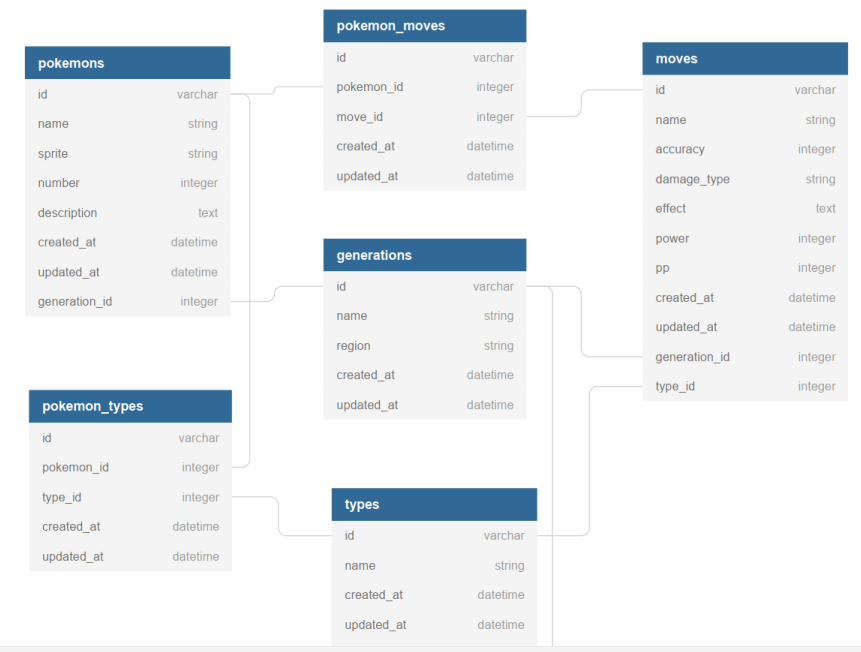 pokemons
id varchar
name string
sprite string
number integer
description text
created_at datetime
updated_at datetime
generation_id integer
pokemon_moves
id varchar
pokemon_id integer
move_id integer
created_at datetime
updated_at datetime
moves
id varchar
name string
accuracy integer
damage_type string
effect text
power integer
pp integer
created_at datetime
updated_at datetime
generation_id integer
type_id integer
generations
id varchar
name string
region string
created_at datetime
updated_at datetime
pokemon_types
id varchar
pokemon_id integer
type_id integer
created_at datetime
updated_at datetime
types
id varchar
name string
created_at datetime
updated_at datetime